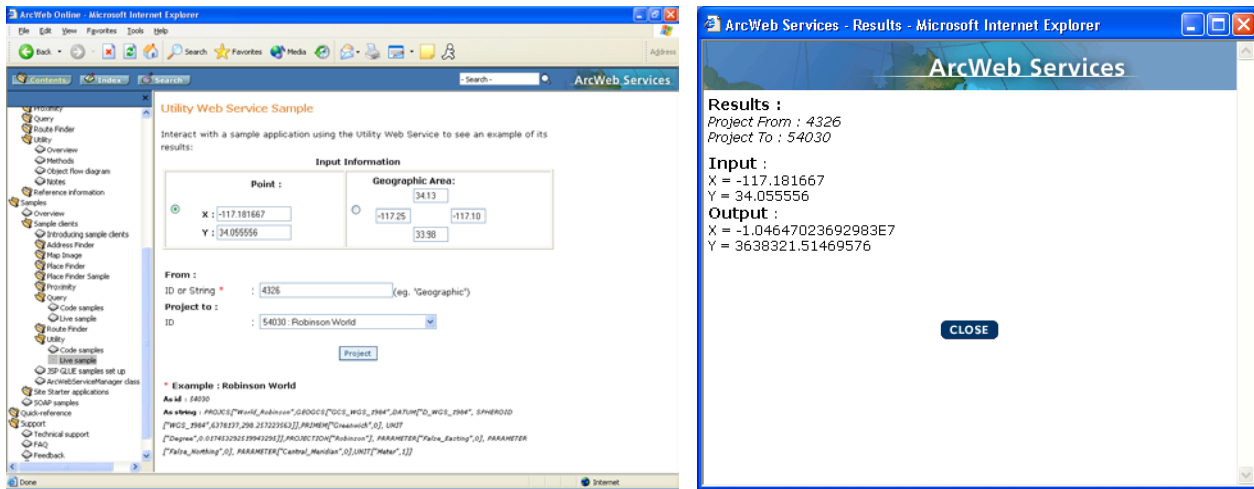 ArcWeb Online - Microsoft Internet Explorer
File Edit View Favorites Tools Help
Back Search Favorites Media Address
Contents Index Search - Search - ArcWeb Services
Proximity
Query
Route Finder
Utility
Overview
Methods
Object flow diagram
Notes
Reference information
Samples
Overview
Sample clients
Introducing sample clients
Address Finder
Map Image
Place Finder
Place Finder Sample
Proximity
Query
Code samples
Live sample
Route Finder
Utility
Code samples
Live sample
JSP GLUE samples set up
ArcWebServiceManager class
Site Starter applications
SOAP samples
Quick-reference
Support
Technical support
FAQ
Feedback
Utility Web Service Sample
Interact with a sample application using the Utility Web Service to see an example of its
results:
Input Information
Point :
X : -117.181667
Y : 34.055556
Geographic Area:
34.13
-117.25 -117.10
33.98
From :
ID or String * : 4326 (eg. "Geographic")
Project to :
ID : 54030 : Robinson World
Project
* Example : Robinson World
As id : 54030
As string : PROJCS["World_Robinson",GEOGCS["GCS_WGS_1984",DATUM["D_WGS_1984", SPHEROID
["WGS_1984",6378137,298.257223563]],PRIMEM["Greenwich",0], UNIT
["Degree",0.017453292519943295]],PROJECTION["Robinson"], PARAMETER["False_Easting",0], PARAMETER
["False_Northing",0], PARAMETER["Central_Meridian",0],UNIT["Meter",1]]
Done Internet
ArcWeb Services - Results - Microsoft Internet Explorer
ArcWeb Services
Results :
Project From : 4326
Project To : 54030
Input :
X = -117.181667
Y = 34.055556
Output :
X = -1.04647023692983E7
Y = 3638321.51469576
CLOSE